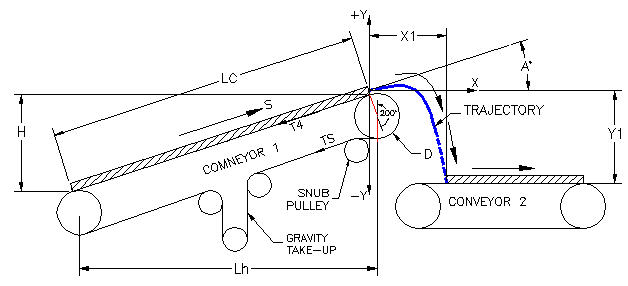 +Y
X1
LC
A°
X
S
H
T4
200°
TRAJECTORY
Y1
COMNEYOR 1
TS
D
SNUB
PULLEY
-Y
CONVEYOR 2
GRAVITY
TAKE-UP
Lh